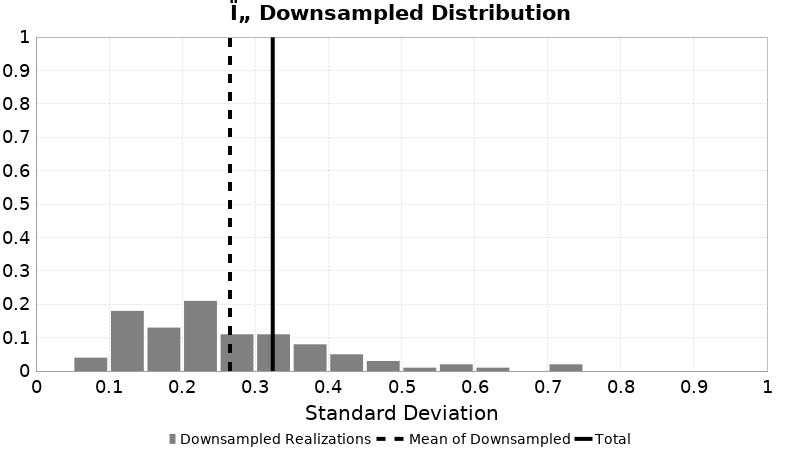 Ï„ Downsampled Distribution
1
0.9
0.8
0.7
0.6
0.5
0.4
0.3
0.2
0.1
0
0 0.1 0.2 0.3 0.4 0.5 0.6 0.7 0.8 0.9 1
Standard Deviation
Downsampled Realizations Mean of Downsampled Total